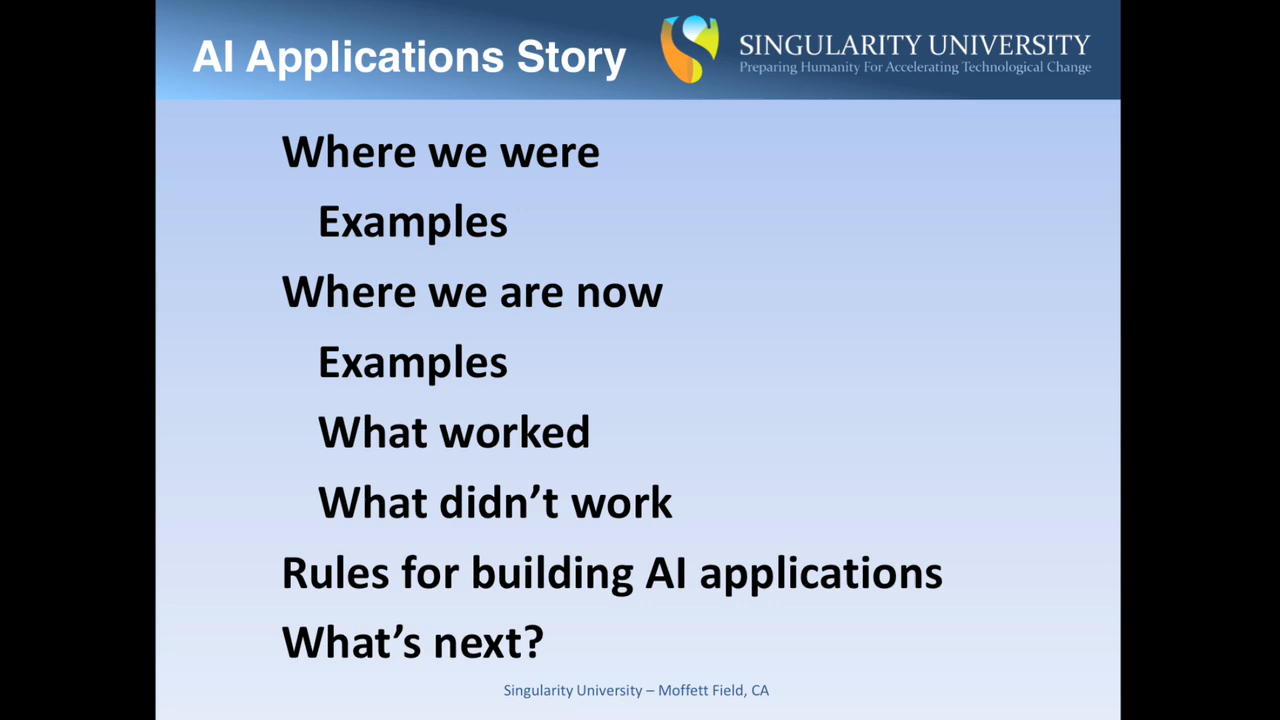 AI Applications Story
SINGULARITY UNIVERSITY
Preparing Humanity For Accelerating Technological Change
Where we were
Examples
Where we are now
Examples
What worked
What didn’t work
Rules for building AI applications
What’s next?
Singularity University – Moffett Field, CA